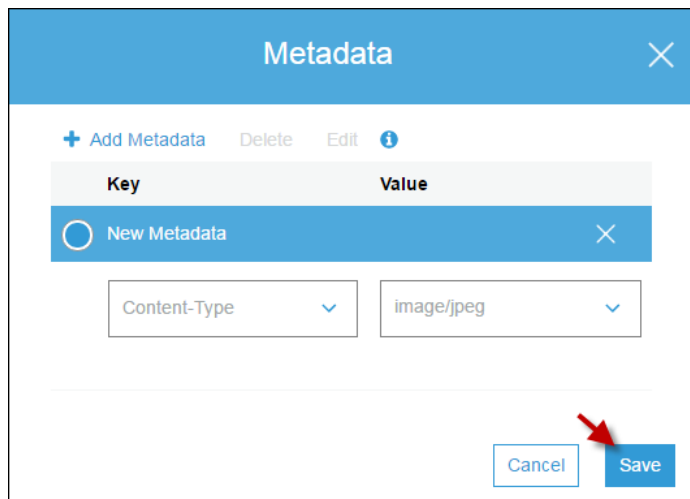 Metadata
Add Metadata Delete Edit
Key Value
New Metadata
Content-Type image/jpeg
Cancel Save